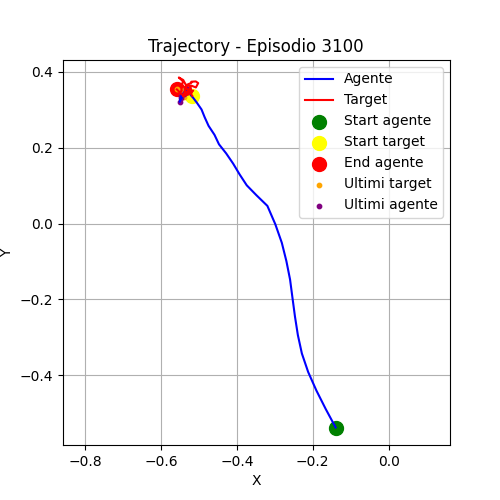 Trajectory - Episodio 3100
Agente
Target
Start agente
Start target
End agente
Ultimi target
Ultimi agente
0.4
0.2
0.0
−0.2
−0.4
Y
−0.8
−0.6
−0.4
−0.2
0.0
X